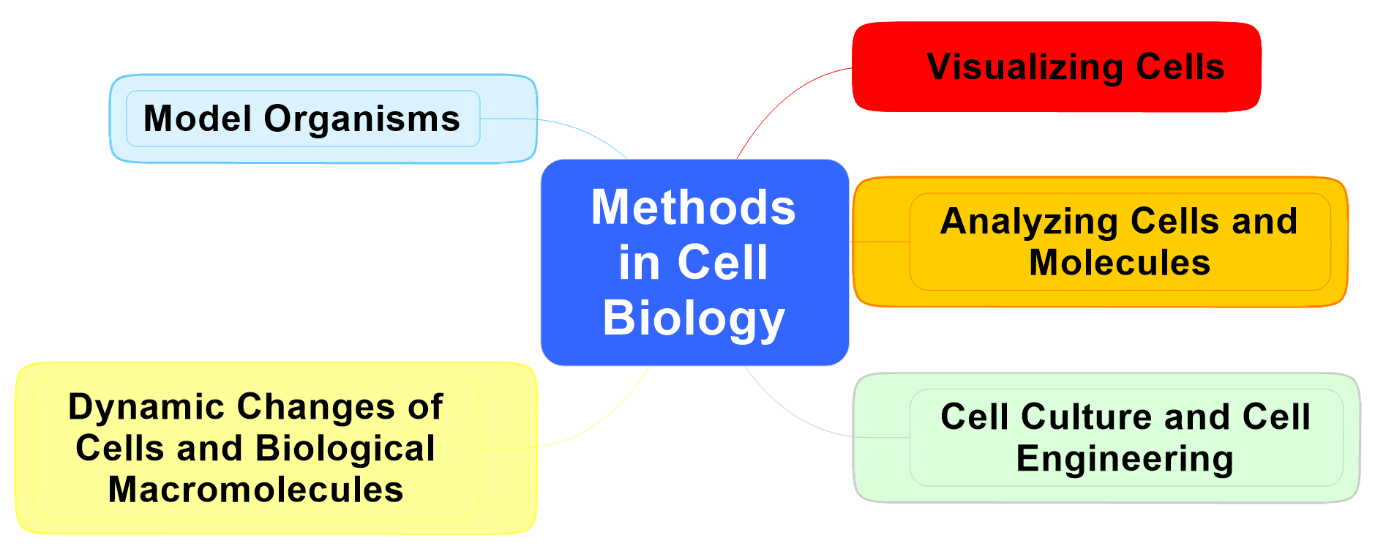 Methods
in Cell
Biology
Visualizing Cells
Analyzing Cells and
Molecules
Cell Culture and Cell
Engineering
Dynamic Changes of
Cells and Biological
Macromolecules
Model Organisms